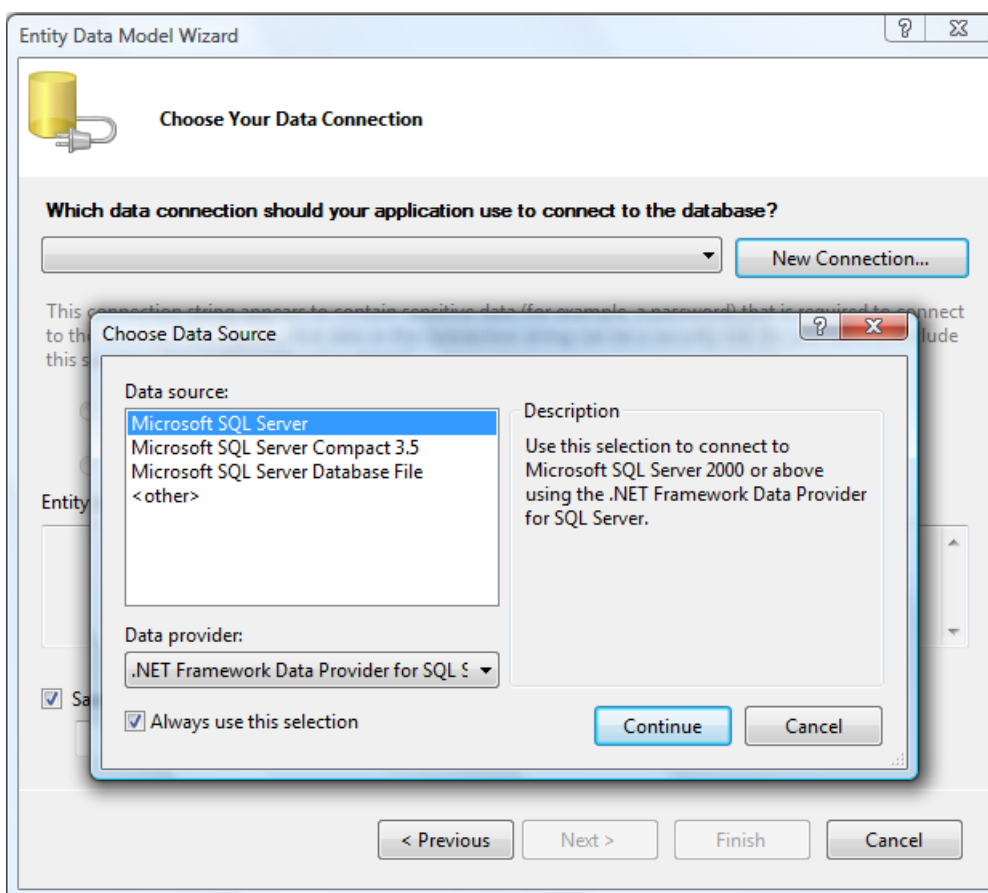 Entity Data Model Wizard
Choose Your Data Connection
Which data connection should your application use to connect to the database?
New Connection...
This connection string appears to contain sensitive data (for example, a password) that is required to connect
to the
lude
this s
Choose Data Source
Data source:
Microsoft SQL Server
Microsoft SQL Server Compact 3.5
Microsoft SQL Server Database File
<other>
Description
Use this selection to connect to
Microsoft SQL Server 2000 or above
using the .NET Framework Data Provider
for SQL Server.
Entity
Data provider:
.NET Framework Data Provider for SQL S
Sa
Always use this selection
Continue
Cancel
< Previous
Next >
Finish
Cancel